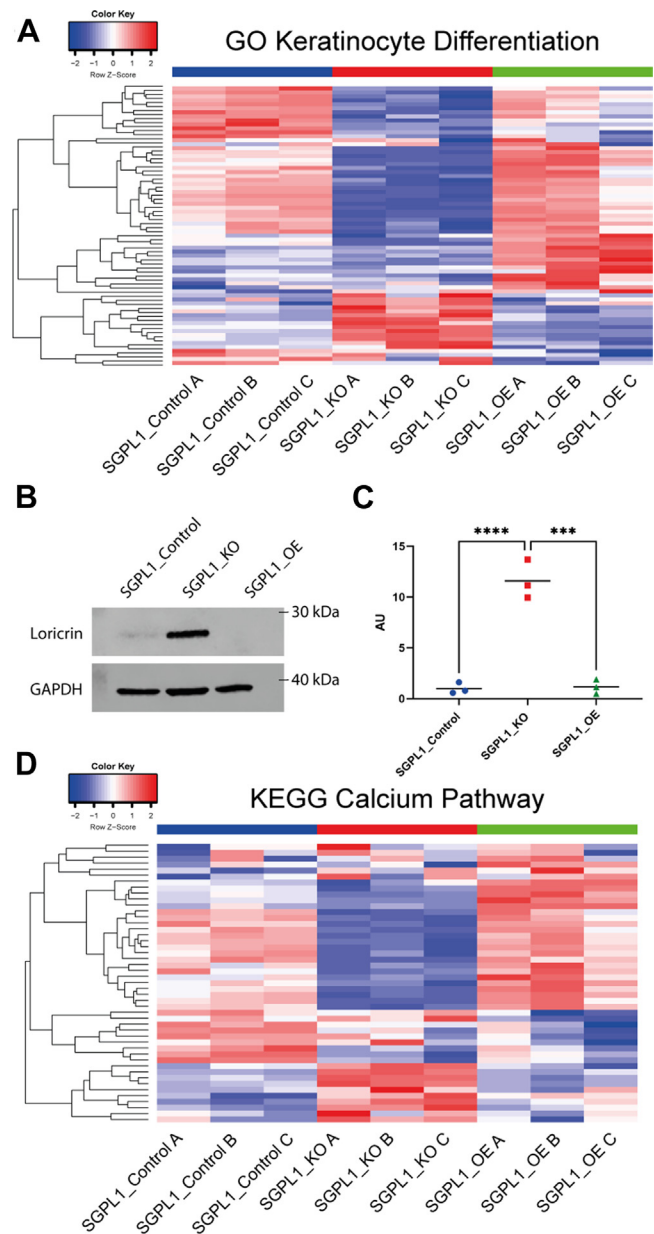 A
Color Key
−2 −1 0 1 2
Row Z−Score
GO Keratinocyte Differentiation
SGPL1_Control A
SGPL1_Control B
SGPL1_Control C
SGPL1_KO A
SGPL1_KO B
SGPL1_KO C
SGPL1_OE A
SGPL1_OE B
SGPL1_OE C
B
SGPL1_Control
SGPL1_KO
SGPL1_OE
30 kDa
Loricrin
40 kDa
GAPDH
C
**** ***
15
10
5
0
AU
SGPL1_Control
SGPL1_KO
SGPL1_OE
D
Color Key
−2 −1 0 1 2
Row Z−Score
KEGG Calcium Pathway
SGPL1_Control A
SGPL1_Control B
SGPL1_Control C
SGPL1_KO A
SGPL1_KO B
SGPL1_KO C
SGPL1_OE A
SGPL1_OE B
SGPL1_OE C